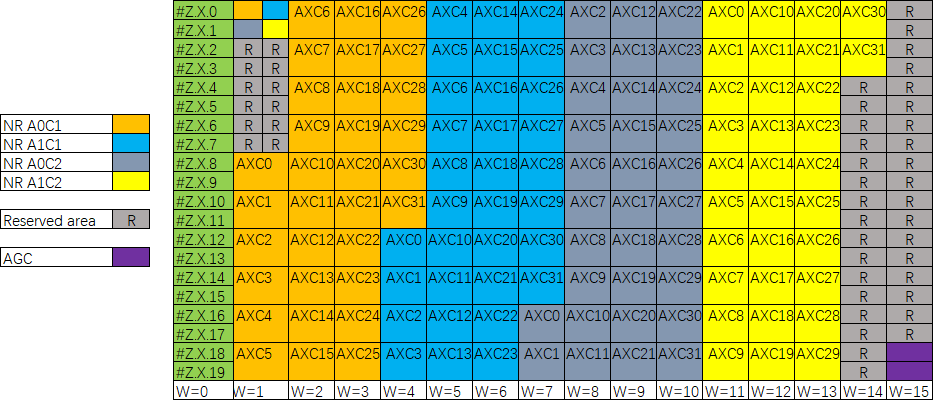 NR A0C1
NR A1C1
NR A0C2
NR A1C2
Reserved area R
AGC
#Z.X.0 AXC6 AXC16 AXC26 AXC4 AXC14 AXC24 AXC2 AXC12 AXC22 AXC0 AXC10 AXC20 AXC30 R
#Z.X.1 R
#Z.X.2 R R AXC7 AXC17 AXC27 AXC5 AXC15 AXC25 AXC3 AXC13 AXC23 AXC1 AXC11 AXC21 AXC31 R
#Z.X.3 R R R
#Z.X.4 R R AXC8 AXC18 AXC28 AXC6 AXC16 AXC26 AXC4 AXC14 AXC24 AXC2 AXC12 AXC22 R R
#Z.X.5 R R R R
#Z.X.6 R R AXC9 AXC19 AXC29 AXC7 AXC17 AXC27 AXC5 AXC15 AXC25 AXC3 AXC13 AXC23 R R
#Z.X.7 R R R R
#Z.X.8 AXC0 AXC10 AXC20 AXC30 AXC8 AXC18 AXC28 AXC6 AXC16 AXC26 AXC4 AXC14 AXC24 R R
#Z.X.9 R R
#Z.X.10 AXC1 AXC11 AXC21 AXC31 AXC9 AXC19 AXC29 AXC7 AXC17 AXC27 AXC5 AXC15 AXC25 R R
#Z.X.11 R R
#Z.X.12 AXC2 AXC12 AXC22 AXC0 AXC10 AXC20 AXC30 AXC8 AXC18 AXC28 AXC6 AXC16 AXC26 R R
#Z.X.13 R R
#Z.X.14 AXC3 AXC13 AXC23 AXC1 AXC11 AXC21 AXC31 AXC9 AXC19 AXC29 AXC7 AXC17 AXC27 R R
#Z.X.15 R R
#Z.X.16 AXC4 AXC14 AXC24 AXC2 AXC12 AXC22 AXC0 AXC10 AXC20 AXC30 AXC8 AXC18 AXC28 R R
#Z.X.17 R R
#Z.X.18 AXC5 AXC15 AXC25 AXC3 AXC13 AXC23 AXC1 AXC11 AXC21 AXC31 AXC9 AXC19 AXC29 R
#Z.X.19 R
W=0 W=1 W=2 W=3 W=4 W=5 W=6 W=7 W=8 W=9 W=10 W=11 W=12 W=13 W=14 W=15